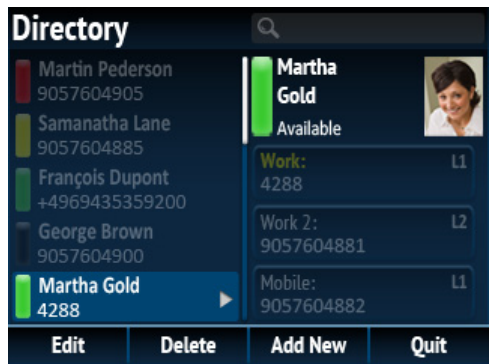 Directory
Martin Pederson
9057604905
Samanatha Lane
9057604885
François Dupont
+4969435359200
George Brown
9057604900
Martha Gold
4288
Martha
Gold
Available
Work: L1
4288
Work 2: L2
9057604881
Mobile: L1
9057604882
Edit Delete Add New Quit